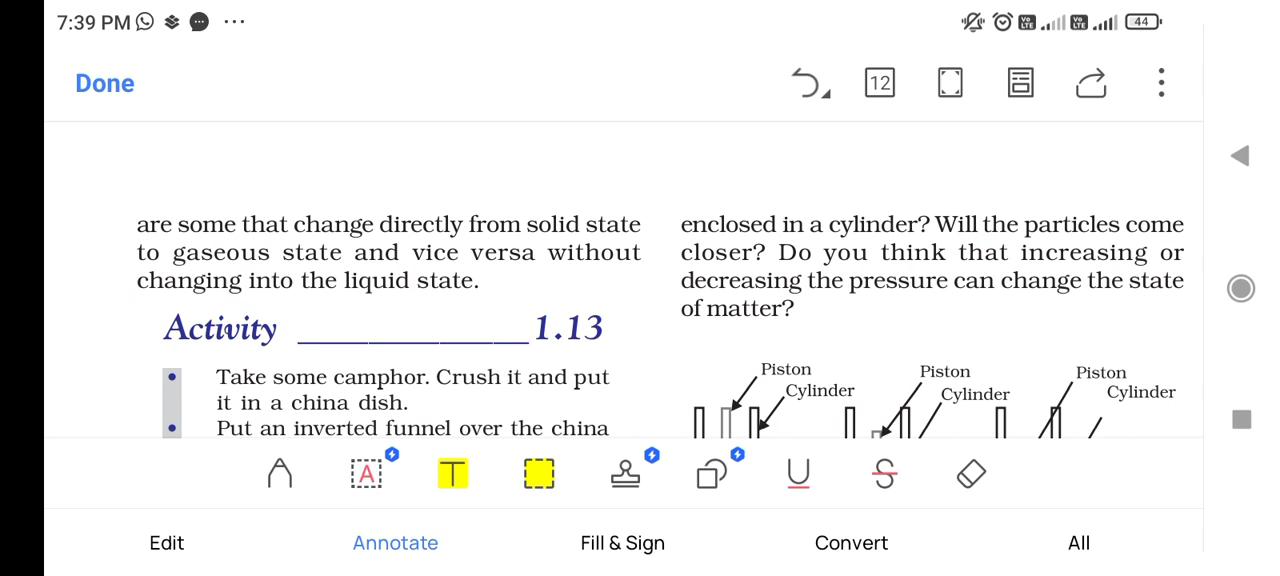 7:39 PM
44
Done
12
are some that change directly from solid state
to gaseous state and vice versa without
changing into the liquid state.
Activity ______________ 1.13
• Take some camphor. Crush it and put
it in a china dish.
• Put an inverted funnel over the china
enclosed in a cylinder? Will the particles come
closer? Do you think that increasing or
decreasing the pressure can change the state
of matter?
Piston
Cylinder
Piston
Cylinder
Piston
Cylinder
A
T
U
S
Edit
Annotate
Fill & Sign
Convert
All